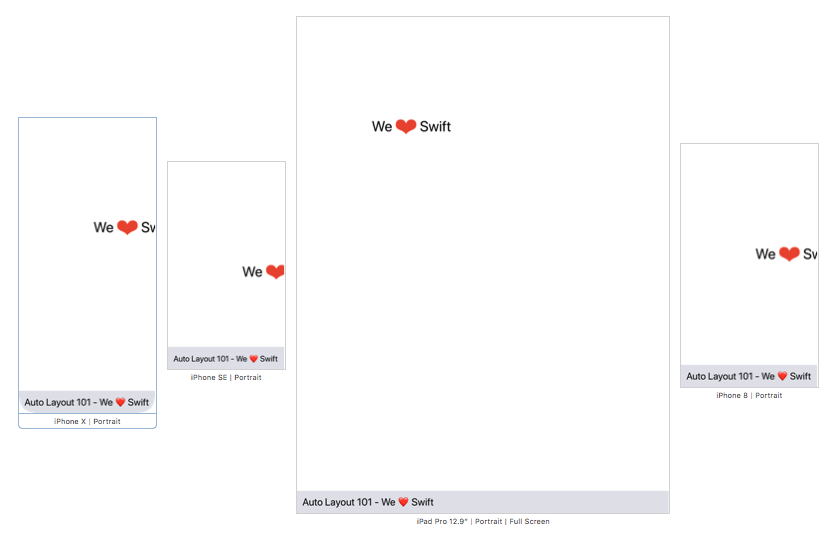 We ❤ Sw
Auto Layout 101 - We ❤ Swift
iPhone X | Portrait
We ❤
Auto Layout 101 - We ❤ Swift
iPhone SE | Portrait
We ❤ Swift
Auto Layout 101 - We ❤ Swift
iPad Pro 12.9" | Portrait | Full Screen
We ❤ Sw
Auto Layout 101 - We ❤ Swift
iPhone 8 | Portrait